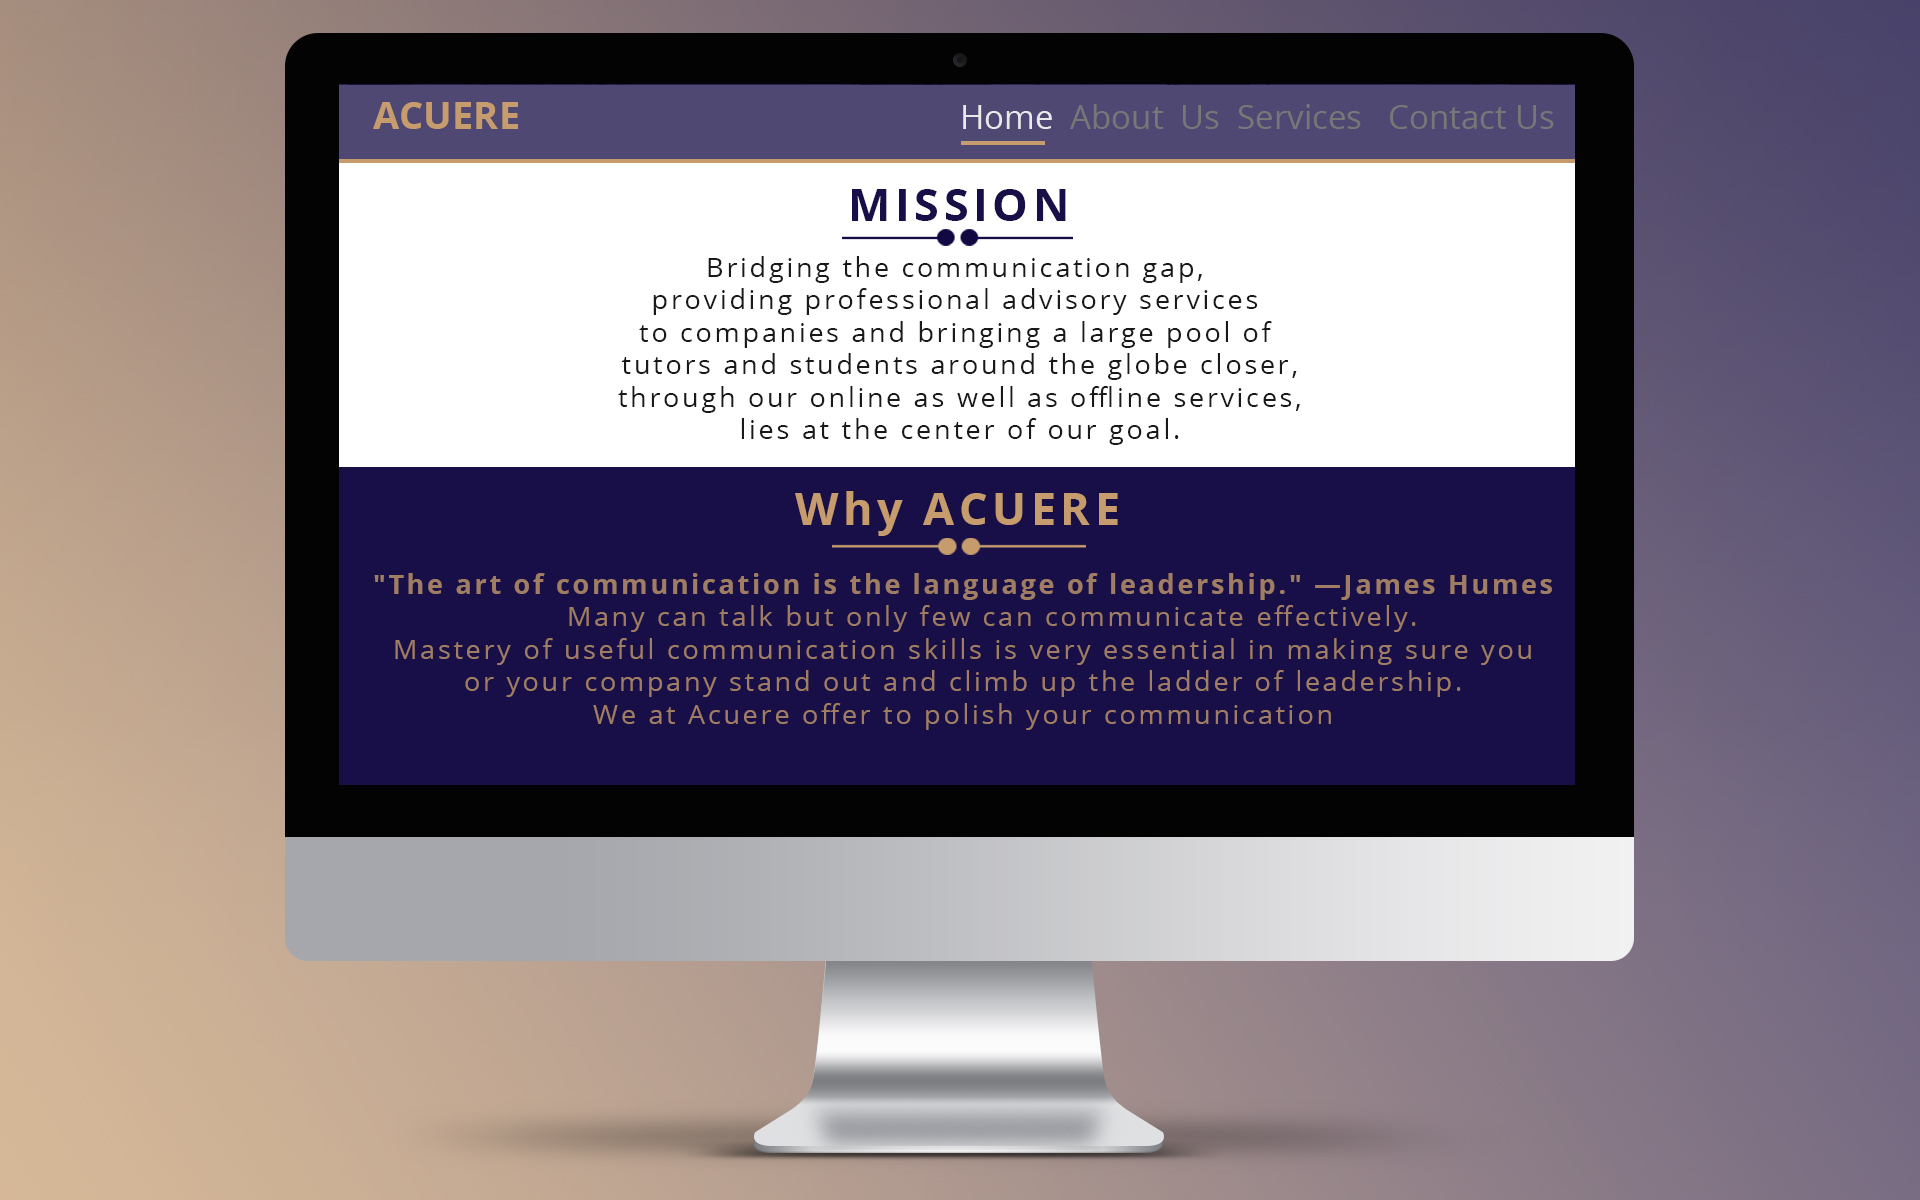 ACUERE
Home About Us Services Contact Us
MISSION
Bridging the communication gap,
providing professional advisory services
to companies and bringing a large pool of
tutors and students around the globe closer,
through our online as well as offline services,
lies at the center of our goal.
Why ACUERE
"The art of communication is the language of leadership." —James Humes
Many can talk but only few can communicate effectively.
Mastery of useful communication skills is very essential in making sure you
or your company stand out and climb up the ladder of leadership.
We at Acuere offer to polish your communication